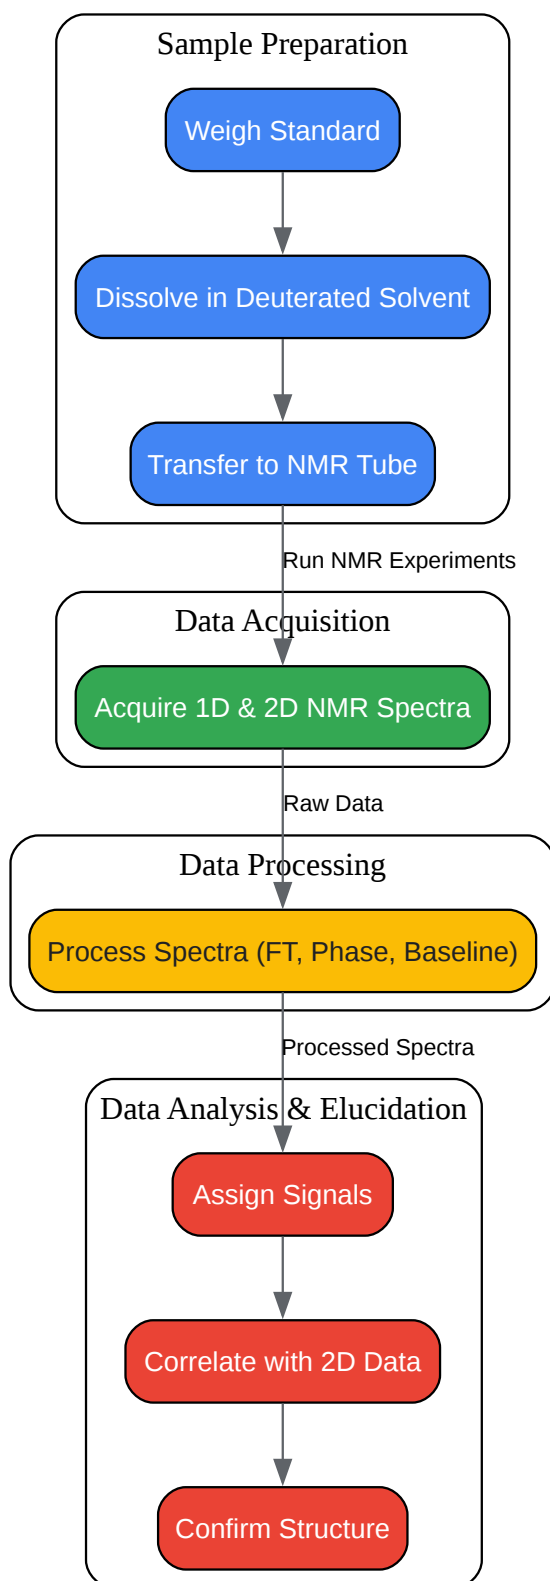 Sample Preparation
Weigh Standard
Dissolve in Deuterated Solvent
Transfer to NMR Tube
Run NMR Experiments
Data Acquisition
Acquire 1D & 2D NMR Spectra
Raw Data
Data Processing
Process Spectra (FT, Phase, Baseline)
Processed Spectra
Data Analysis & Elucidation
Assign Signals
Correlate with 2D Data
Confirm Structure